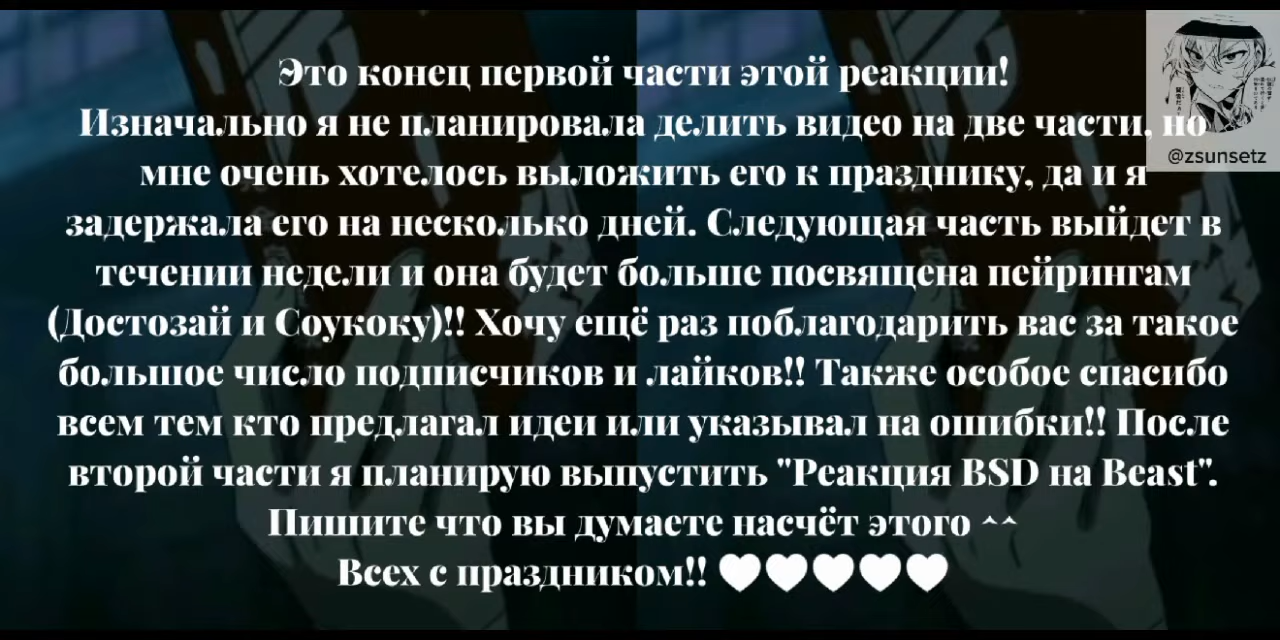 Это конец первой части этой реакции!
Изначально я не планировала делить видео на две части, но
мне очень хотелось выложить его к празднику, да и я
задержала его на несколько дней. Следующая часть выйдет в
течении недели и она будет больше посвящена пейрингам
(Достозай и Соукоку)!! Хочу ещё раз поблагодарить вас за такое
большое число подписчиков и лайков!! Также особое спасибо
всем тем кто предлагал идеи или указывал на ошибки!! После
второй части я планирую выпустить "Реакция BSD на Beast".
Пишите что вы думаете насчёт этого ^^
Всех с праздником!! 🤍🤍🤍🤍🤍
@zsunsetz